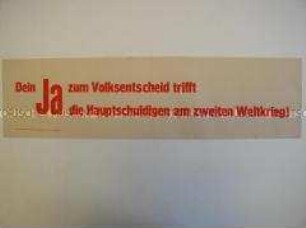 Dein Ja zum Volksentscheid trifft
die Hauptschuldigen am zweiten Weltkrieg!